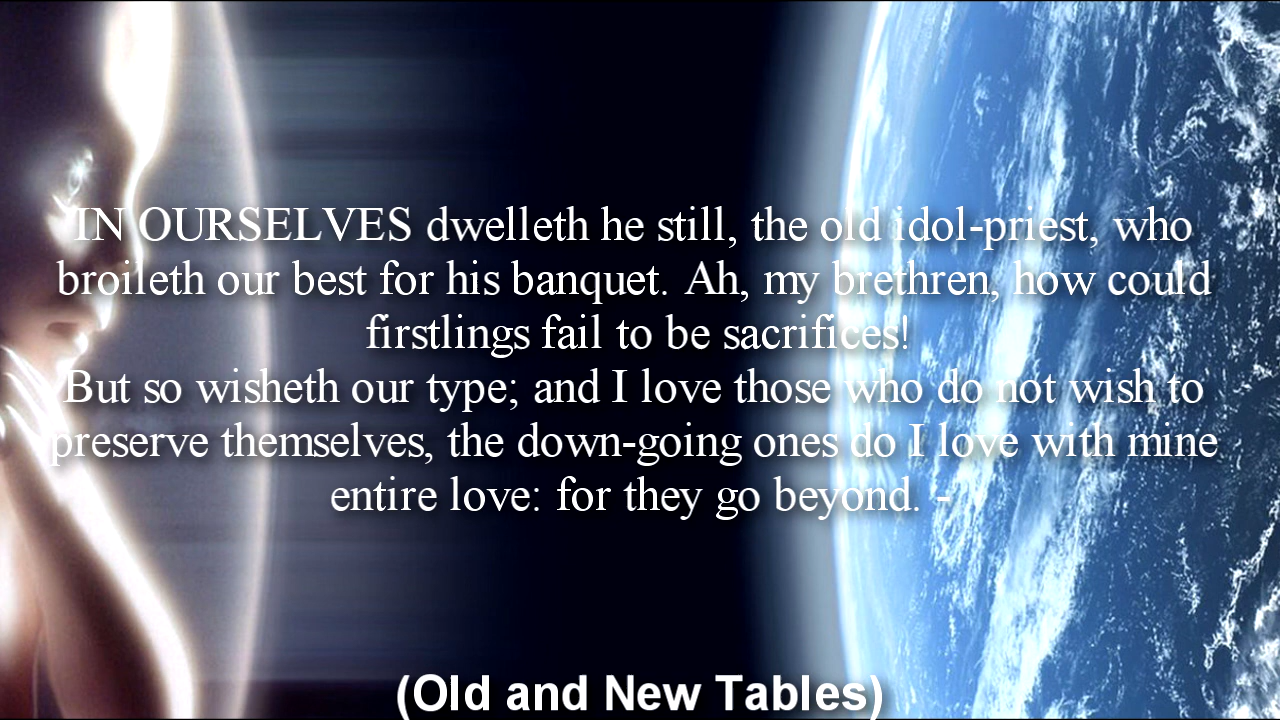 IN OURSELVES dwelleth he still, the old idol-priest, who
broileth our best for his banquet. Ah, my brethren, how could
firstlings fail to be sacrifices!
But so wisheth our type; and I love those who do not wish to
preserve themselves, the down-going ones do I love with mine
entire love: for they go beyond. -
(Old and New Tables)